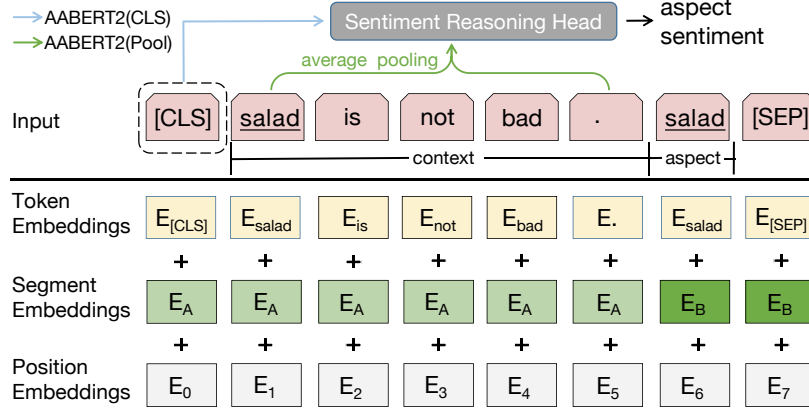 AABERT2(CLS)
AABERT2(Pool)
Sentiment Reasoning Head
aspect
sentiment
average pooling
Input
[CLS] salad is not bad . salad [SEP]
context aspect
Token
Embeddings
E[CLS] Esalad Eis Enot Ebad E. Esalad E[SEP]
+ + + + + + + +
Segment
Embeddings
EA EA EA EA EA EA EB EB
+ + + + + + + +
Position
Embeddings
E0 E1 E2 E3 E4 E5 E6 E7